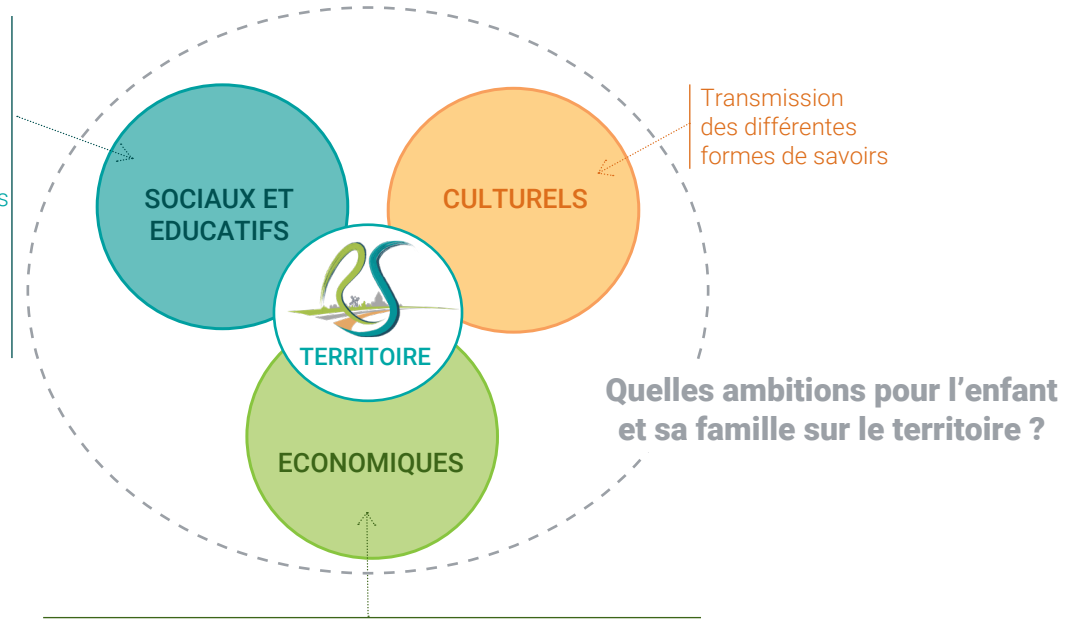 Transmission
des différentes
formes de savoirs
s
SOCIAUX ET
EDUCATIFS
CULTURELS
TERRITOIRE
Quelles ambitions pour l’enfant
et sa famille sur le territoire ?
ECONOMIQUES